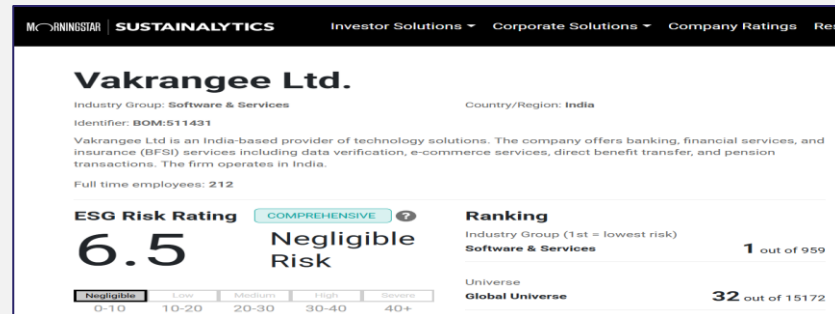 MORNINGSTAR | SUSTAINALYTICS Investor Solutions Corporate Solutions Company Ratings
Vakrangee Ltd.
Industry Group: Software & Services Country/Region: India
Identifier: BOM:511431
Vakrangee Ltd is an India-based provider of technology solutions. The company offers banking, financial services, and
insurance (BFSI) services including data verification, e-commerce services, direct benefit transfer, and pension
transactions. The firm operates in India.
Full time employees: 212
ESG Risk Rating COMPREHENSIVE ?
6.5 Negligible
Risk
Negligible Low Medium High Severe
0-10 10-20 20-30 30-40 40+
Ranking
Industry Group (1st = lowest risk)
Software & Services 1 out of 959
Universe
Global Universe 32 out of 15172